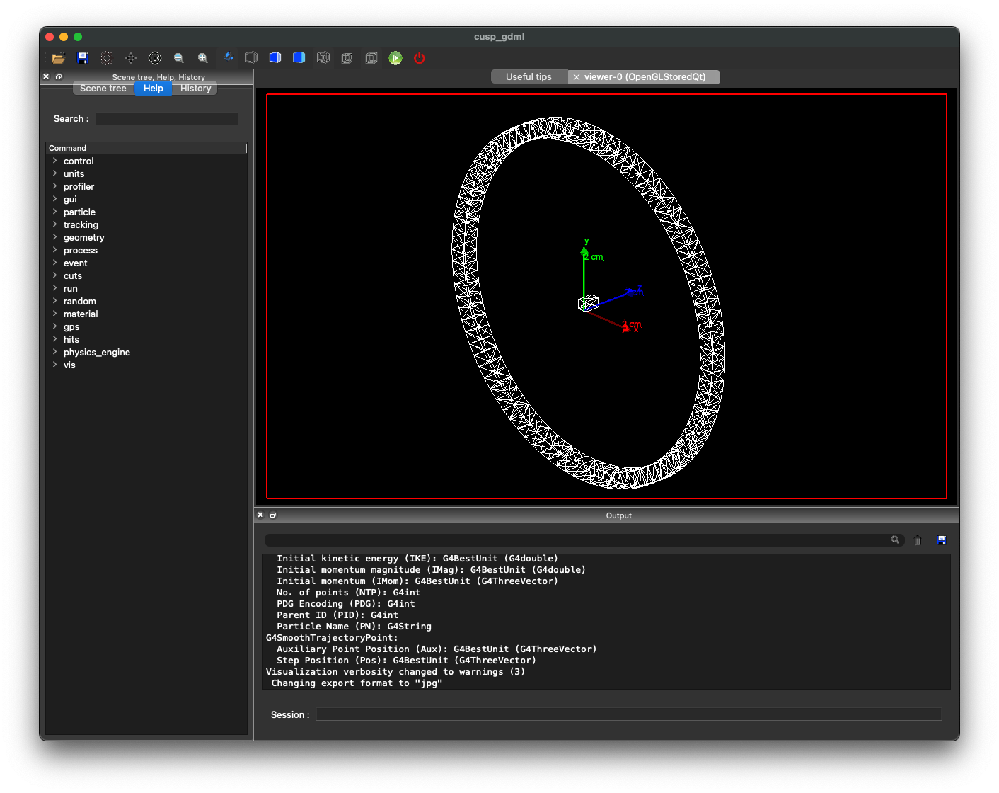 cusp_gdml
Scene tree, Help, History
Scene tree
Help
History
Search :
Command
control
units
profiler
gui
particle
tracking
geometry
process
event
cuts
run
random
material
gps
hits
physics_engine
vis
Useful tips
viewer-0 (OpenGLStoredQt)
y
2 cm
z
cm
2 cm
x
Output
Initial kinetic energy (IKE): G4BestUnit (G4double)
Initial momentum magnitude (IMag): G4BestUnit (G4double)
Initial momentum (IMom): G4BestUnit (G4ThreeVector)
No. of points (NTP): G4int
PDG Encoding (PDG): G4int
Parent ID (PID): G4int
Particle Name (PN): G4String
G4SmoothTrajectoryPoint:
Auxiliary Point Position (Aux): G4BestUnit (G4ThreeVector)
Step Position (Pos): G4BestUnit (G4ThreeVector)
Visualization verbosity changed to warnings (3)
Changing export format to "jpg"
Session :